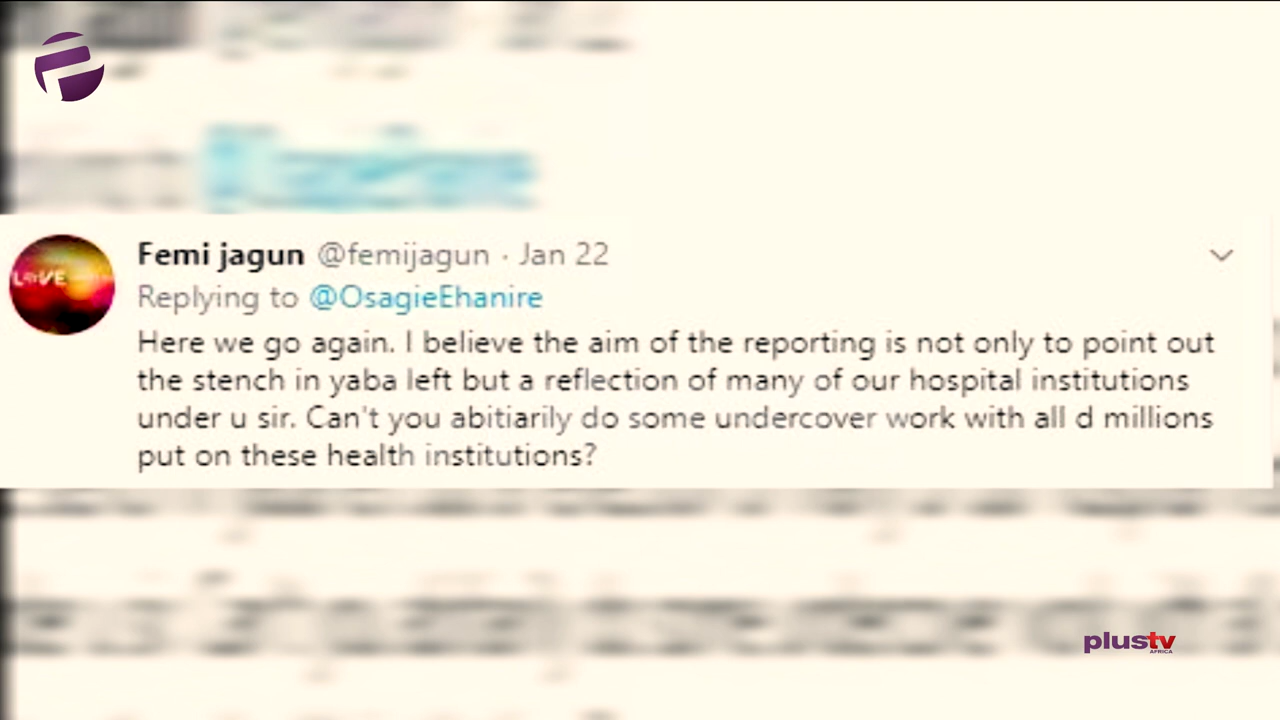 Femi jagun @femijagun · Jan 22
LOVE
Replying to @OsagieEhanire
Here we go again. I believe the aim of the reporting is not only to point out
the stench in yaba left but a reflection of many of our hospital institutions
under u sir. Can't you abitiarily do some undercover work with all d millions
put on these health institutions?
plustv
AFRICA